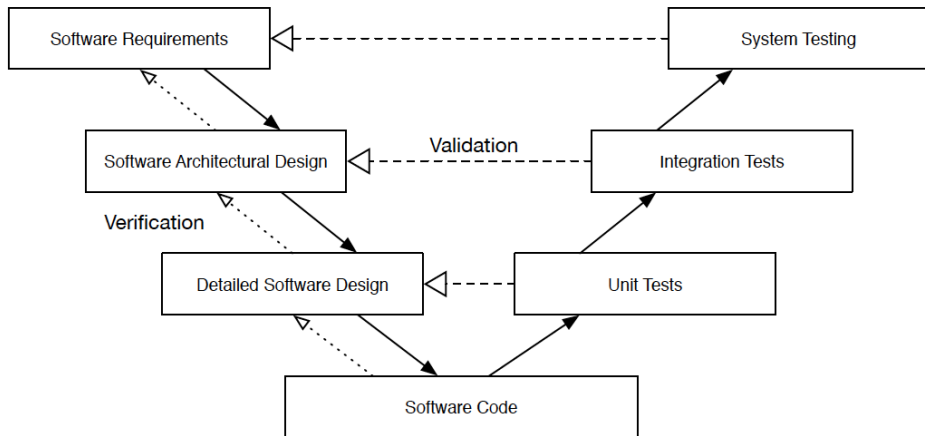 Software Requirements
System Testing
Software Architectural Design
Validation
Integration Tests
Verification
Detailed Software Design
Unit Tests
Software Code